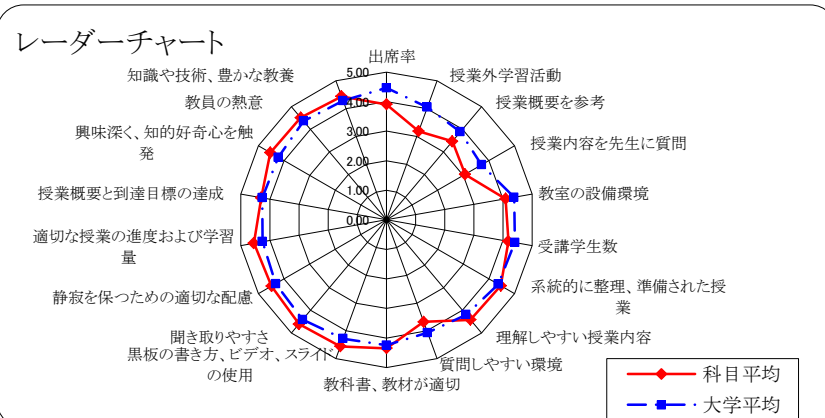 レーダーチャート
出席率
授業外学習活動
授業概要を参考
授業内容を先生に質問
教室の設備環境
受講学生数
系統的に整理、準備された授
業
理解しやすい授業内容
質問しやすい環境
教科書、教材が適切
黒板の書き方、ビデオ、スライド
の使用
聞き取りやすさ
静寂を保つための適切な配慮
適切な授業の進度および学習
量
授業概要と到達目標の達成
興味深く、知的好奇心を触
発
教員の熱意
知識や技術、豊かな教養
5.00
4.00
3.00
2.00
1.00
0.00
科目平均
大学平均